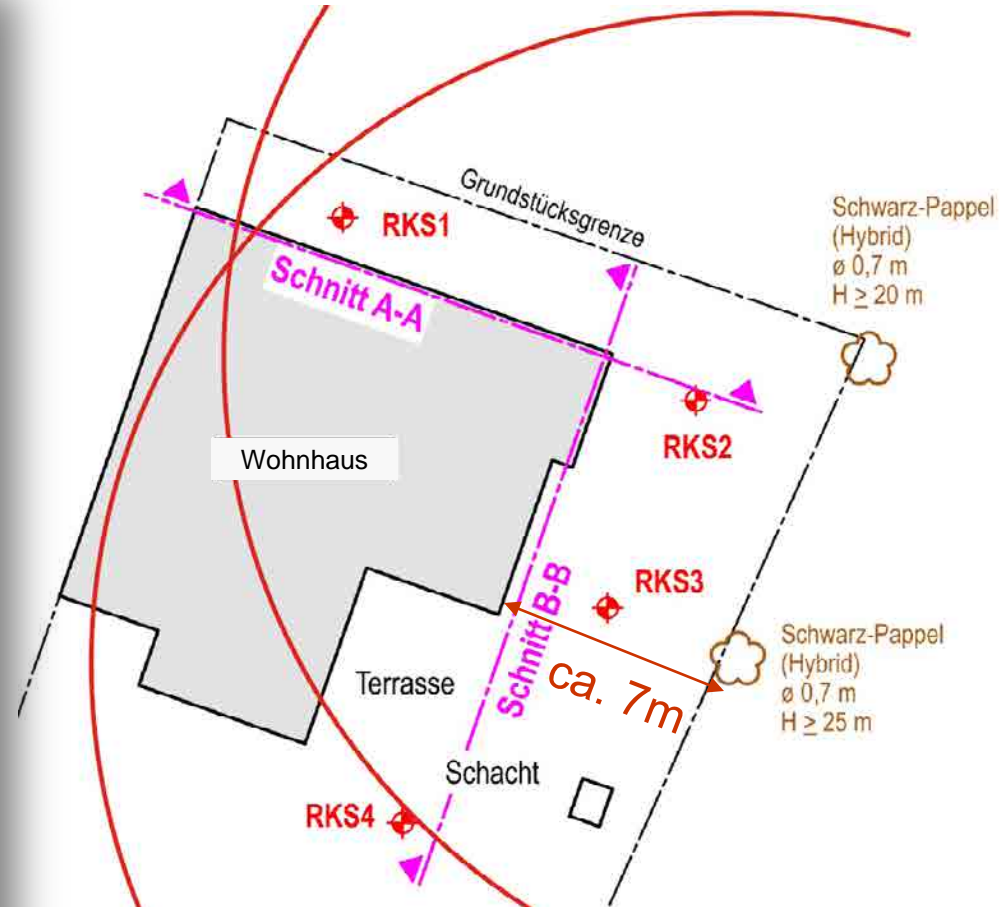 Grundstücksgrenze
RKS1
Schwarz-Pappel
(Hybrid)
ø 0,7 m
H ≥ 20 m
Schnitt A-A
RKS2
Wohnhaus
RKS3
Schnitt B-B
Schwarz-Pappel
(Hybrid)
ø 0,7 m
H ≥ 25 m
ca. 7m
Terrasse
Schacht
RKS4